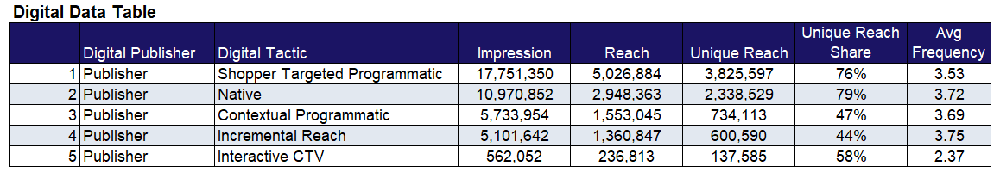 Digital Data Table
Digital Publisher Digital Tactic Impression Reach Unique Reach Unique Reach Share Avg Frequency
1 Publisher Shopper Targeted Programmatic 17,751,350 5,026,884 3,825,597 76% 3.53
2 Publisher Native 10,970,852 2,948,363 2,338,529 79% 3.72
3 Publisher Contextual Programmatic 5,733,954 1,553,045 734,113 47% 3.69
4 Publisher Incremental Reach 5,101,642 1,360,847 600,590 44% 3.75
5 Publisher Interactive CTV 562,052 236,813 137,585 58% 2.37